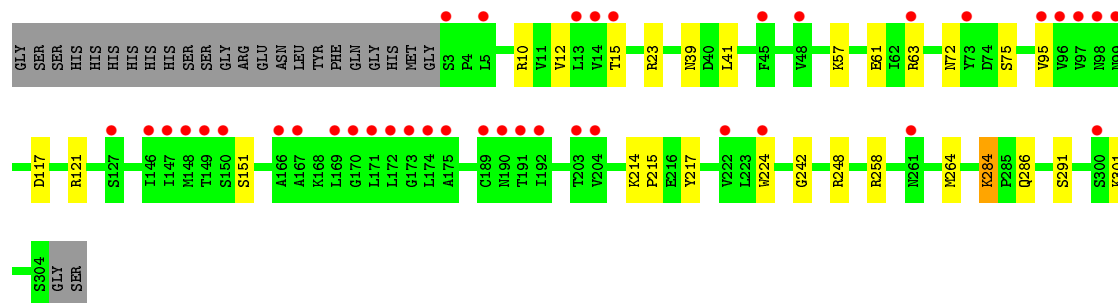 GLY SER SER HIS HIS HIS HIS HIS HIS HIS SER SER GLY ARG GLU ASN LEU TYR PHE GLN GLY HIS MET GLY S3 P4 L5 R10 V11 V12 L13 V14 T15 R23 N39 D40 L41 F45 V48 K57 E61 I62 R63 N72 Y73 D74 S75 V95 V96 V97 N98 N99
D117 R121 S127 I146 I147 M148 T149 S150 S151 A166 A167 K168 L169 G170 L171 L172 G173 L174 A175 C189 N190 T191 I192 T203 V204 K214 P215 E216 Y217 V222 L223 W224 G242 R248 R258 N261 M264 K284 P285 Q286 S291 S300 K301
S304 GLY SER